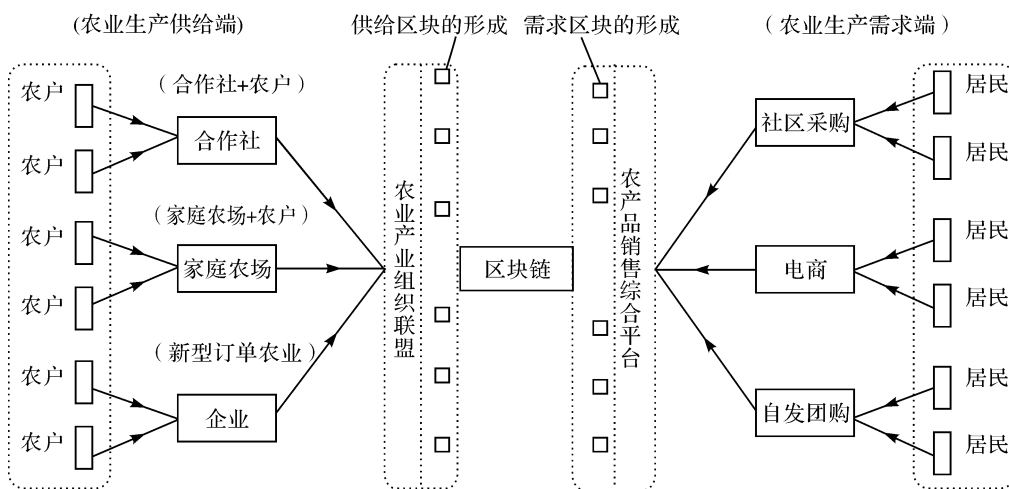 (农业生产供给端)
供给区块的形成
需求区块的形成
（农业生产需求端）
农户
（合作社+农户）
合作社
农户
农户
（家庭农场+农户）
家庭农场
农户
（新型订单农业）
农户
企业
农户
农业产业组织联盟
区块链
农产品销售综合平台
社区采购
居民
居民
电商
居民
居民
自发团购
居民
居民